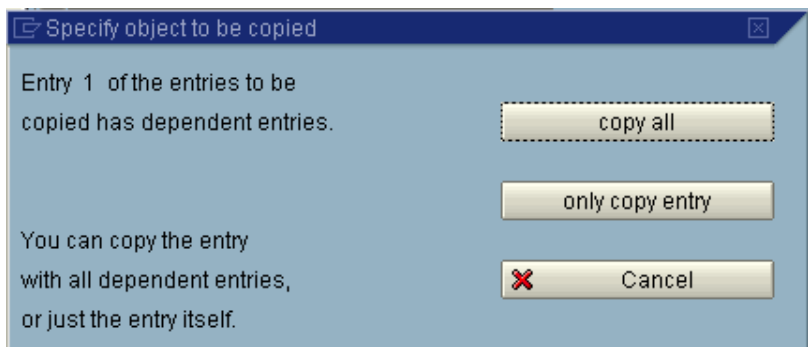 Specify object to be copied
Entry 1 of the entries to be
copied has dependent entries.
copy all
only copy entry
You can copy the entry
with all dependent entries,
or just the entry itself.
Cancel